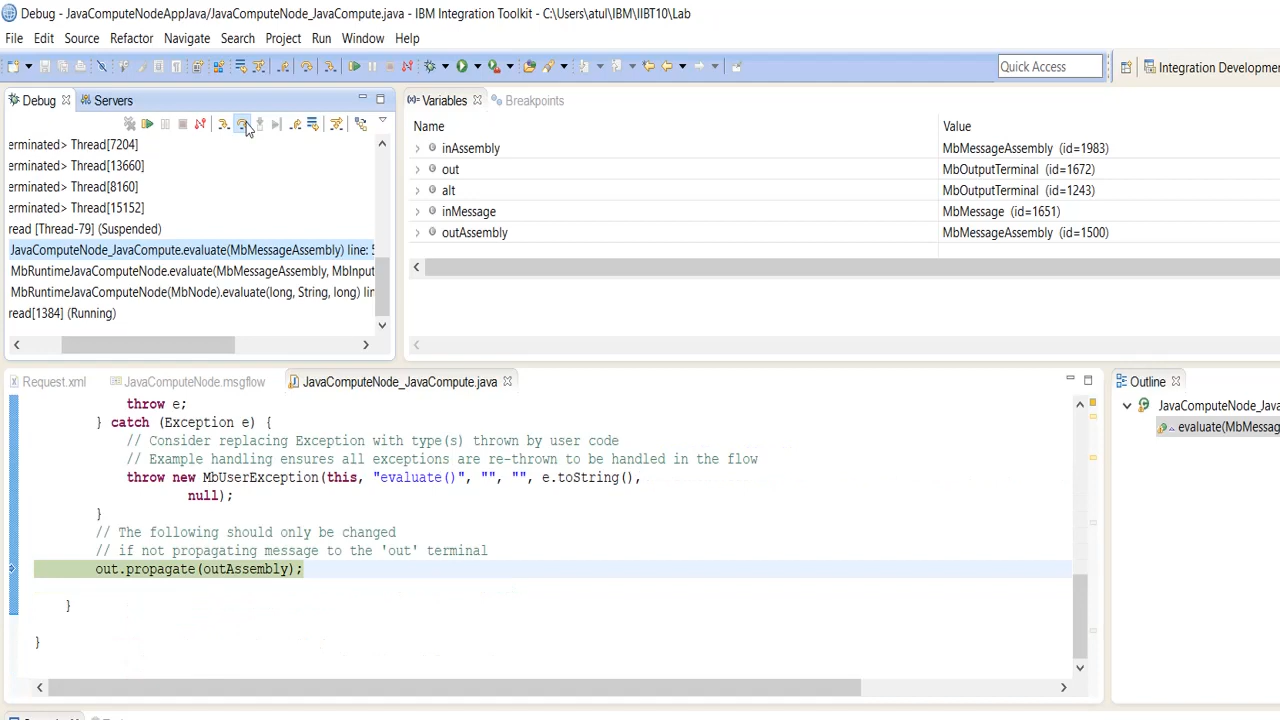 Debug - JavaComputeNodeAppJava/JavaComputeNode_JavaCompute.java - IBM Integration Toolkit - C:\Users\atul\IBM\IIBT10\Lab
File Edit Source Refactor Navigate Search Project Run Window Help
Quick Access
Integration Developmen
Debug Servers
erminated> Thread[7204]
erminated> Thread[13660]
erminated> Thread[8160]
erminated> Thread[15152]
read [Thread-79] (Suspended)
JavaComputeNode_JavaCompute.evaluate(MbMessageAssembly) line: 5
MbRuntimeJavaComputeNode.evaluate(MbMessageAssembly, MbInput
MbRuntimeJavaComputeNode(MbNode).evaluate(long, String, long) lin
read[1384] (Running)
(x)= Variables Breakpoints
Name Value
inAssembly MbMessageAssembly (id=1983)
out MbOutputTerminal (id=1672)
alt MbOutputTerminal (id=1243)
inMessage MbMessage (id=1651)
outAssembly MbMessageAssembly (id=1500)
Request.xml JavaComputeNode.msgflow JavaComputeNode_JavaCompute.java
throw e;
} catch (Exception e) {
// Consider replacing Exception with type(s) thrown by user code
// Example handling ensures all exceptions are re-thrown to be handled in the flow
throw new MbUserException(this, "evaluate()", "", "", e.toString(),
null);
}
// The following should only be changed
// if not propagating message to the 'out' terminal
out.propagate(outAssembly);
}
}
Outline
JavaComputeNode_Java
evaluate(MbMessag